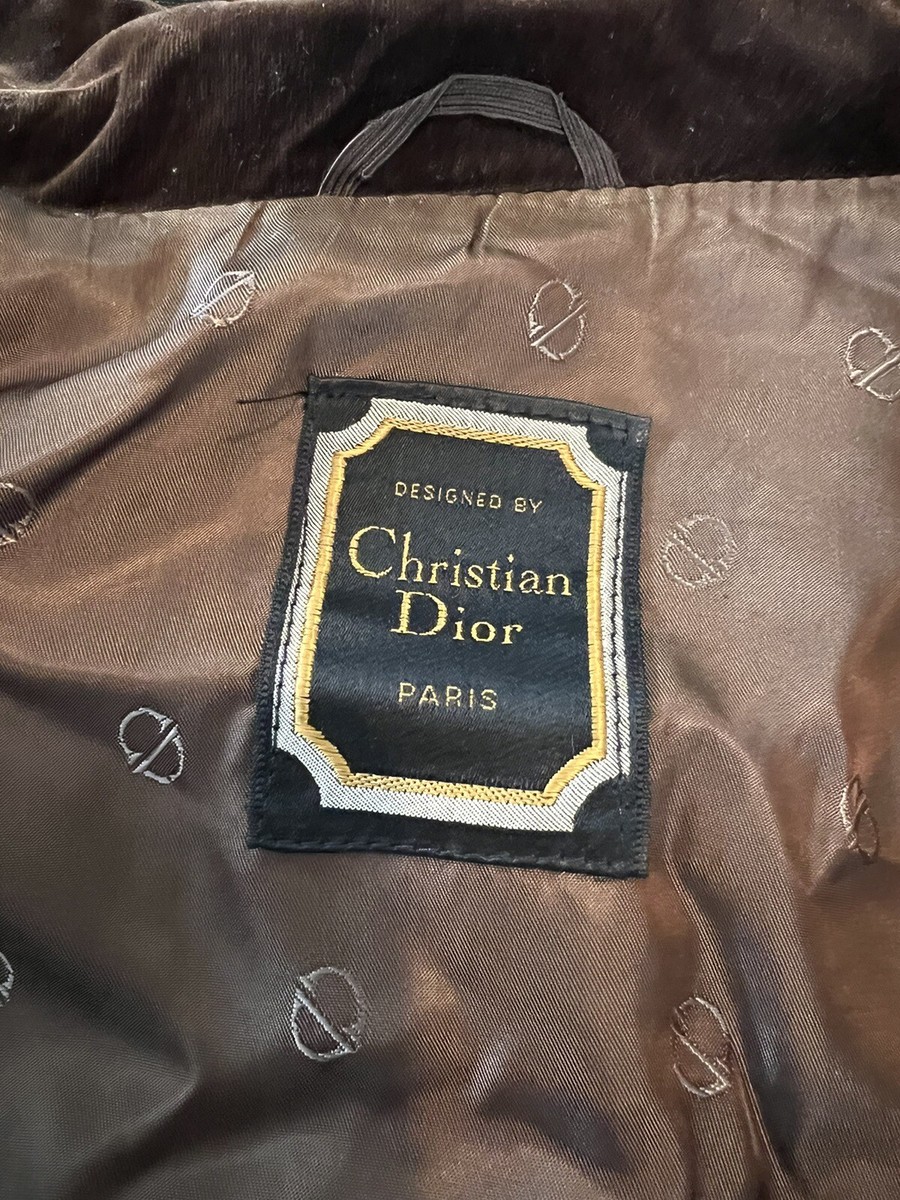 DESIGNED BY
Christian
Dior
PARIS